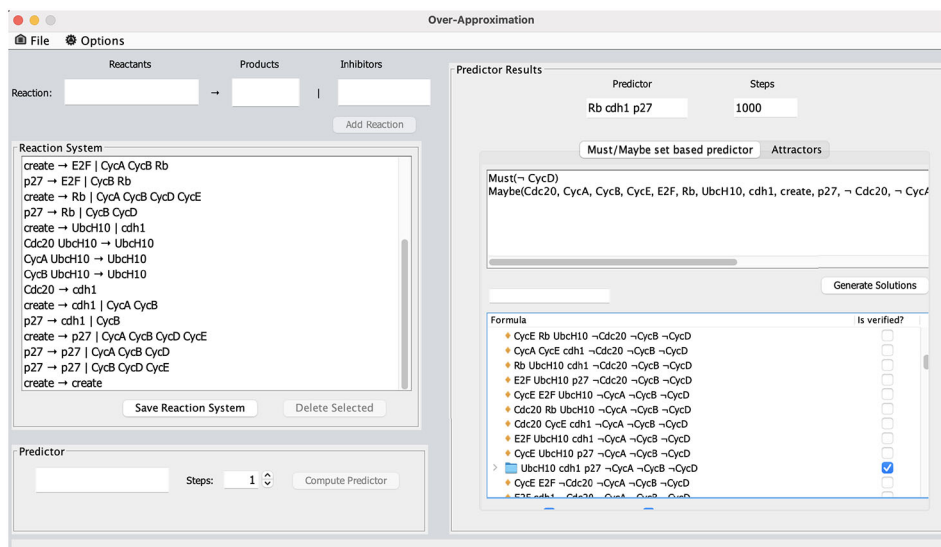 Over-Approximation
File Options
Reactants Products Inhibitors
Reaction: → |
Add Reaction
Reaction System
create → E2F | CycA CycB Rb
p27 → E2F | CycB Rb
create → Rb | CycA CycB CycD CycE
p27 → Rb | CycB CycD
create → UbcH10 | cdh1
Cdc20 UbcH10 → UbcH10
CycA UbcH10 → UbcH10
CycB UbcH10 → UbcH10
Cdc20 → cdh1
create → cdh1 | CycA CycB
p27 → cdh1 | CycB
create → p27 | CycA CycB CycD CycE
p27 → p27 | CycA CycB CycD
p27 → p27 | CycB CycD CycE
create → create
Save Reaction System Delete Selected
Predictor
Steps: 1 Compute Predictor
Predictor Results
Predictor Steps
Rb cdh1 p27 1000
Must/Maybe set based predictor Attractors
Must(¬ CycD)
Maybe(Cdc20, CycA, CycB, CycE, E2F, Rb, UbcH10, cdh1, create, p27, ¬ Cdc20, ¬ CycA
Generate Solutions
Formula Is verified?
CycE Rb UbcH10 ¬Cdc20 ¬CycB ¬CycD
CycA CycE cdh1 ¬Cdc20 ¬CycB ¬CycD
Rb UbcH10 cdh1 ¬Cdc20 ¬CycB ¬CycD
E2F UbcH10 p27 ¬Cdc20 ¬CycB ¬CycD
CycE E2F UbcH10 ¬CycA ¬CycB ¬CycD
Cdc20 Rb UbcH10 ¬CycA ¬CycB ¬CycD
Cdc20 CycE cdh1 ¬CycA ¬CycB ¬CycD
E2F UbcH10 cdh1 ¬CycA ¬CycB ¬CycD
CycE UbcH10 p27 ¬CycA ¬CycB ¬CycD
UbcH10 cdh1 p27 ¬CycA ¬CycB ¬CycD
CycE E2F ¬Cdc20 ¬CycA ¬CycB ¬CycD
E2F cdh1 ¬Cdc20 ¬CycA ¬CycB ¬CycD